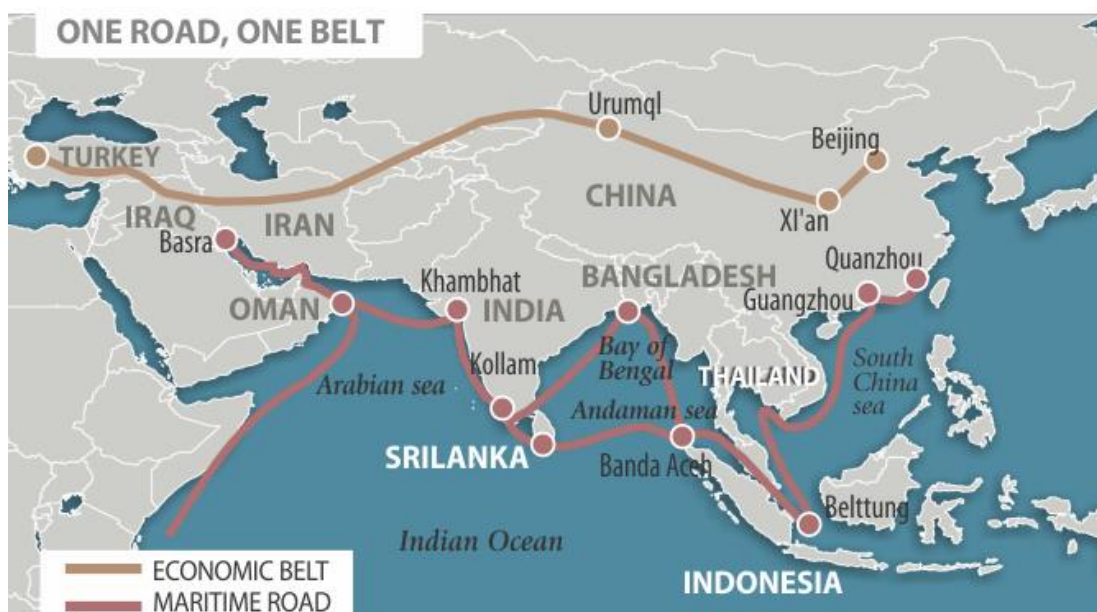 ONE ROAD, ONE BELT
Urumql
Beijing
TURKEY
CHINA
XI'an
IRAQ
IRAN
Basra
Quanzhou
Khambhat
BANGLADESH
Guangzhou
OMAN
INDIA
Bay of
Bengal
Kollam
South
China
sea
THAILAND
Arabian sea
Andaman sea
SRILANKA
Banda Aceh
Belttung
Indian Ocean
INDONESIA
ECONOMIC BELT
MARITIME ROAD